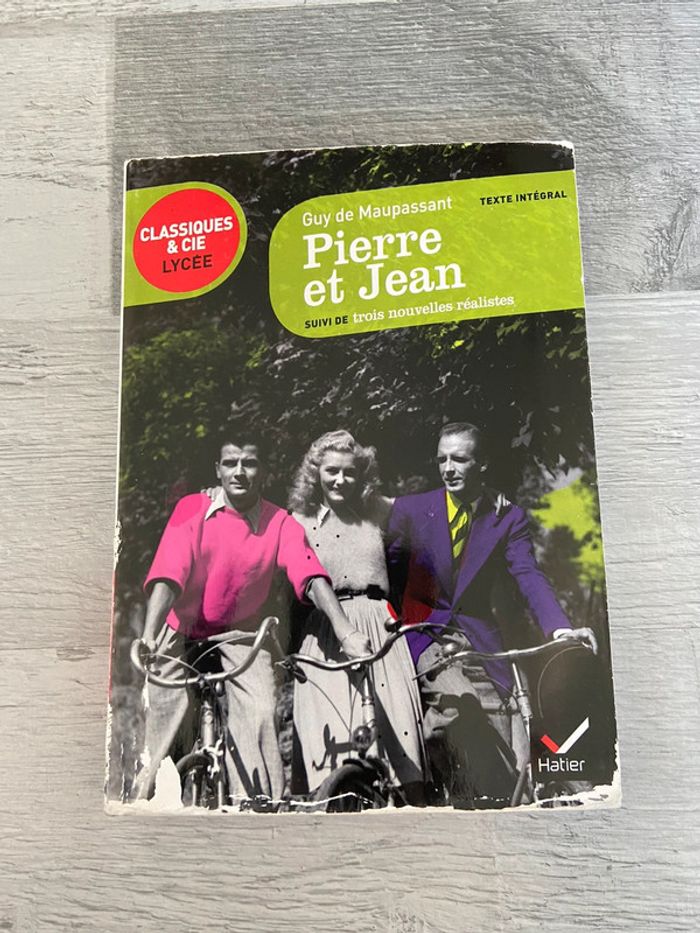 CLASSIQUES
& CIE
LYCÉE
Guy de Maupassant
TEXTE INTÉGRAL
Pierre
et Jean
SUIVI DE trois nouvelles réalistes
Hatier